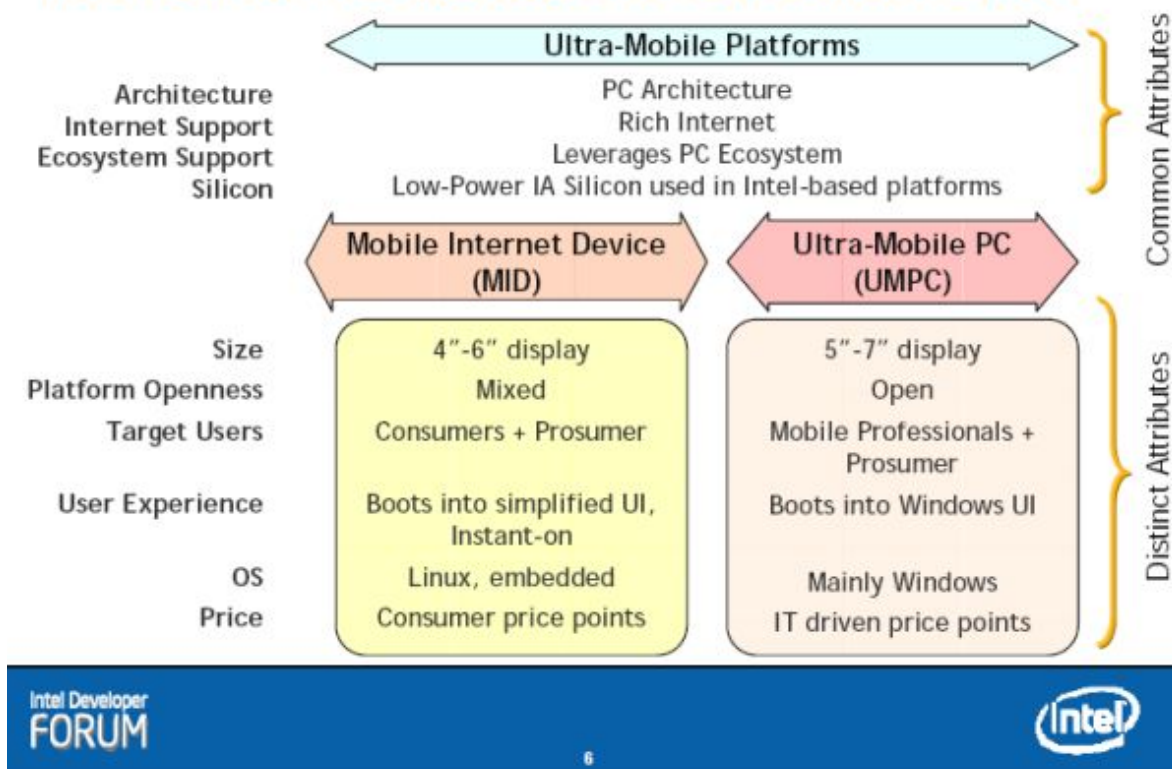 Ultra-Mobile Platforms
Architecture PC Architecture
Internet Support Rich Internet
Ecosystem Support Leverages PC Ecosystem
Silicon Low-Power IA Silicon used in Intel-based platforms
Common Attributes
Mobile Internet Device
(MID)
Ultra-Mobile PC
(UMPC)
Size 4"-6" display 5"-7" display
Platform Openness Mixed Open
Target Users Consumers + Prosumer Mobile Professionals +
Prosumer
User Experience Boots into simplified UI, Boots into Windows UI
Instant-on
OS Linux, embedded Mainly Windows
Price Consumer price points IT driven price points
Distinct Attributes
Intel Developer
FORUM
6
intel